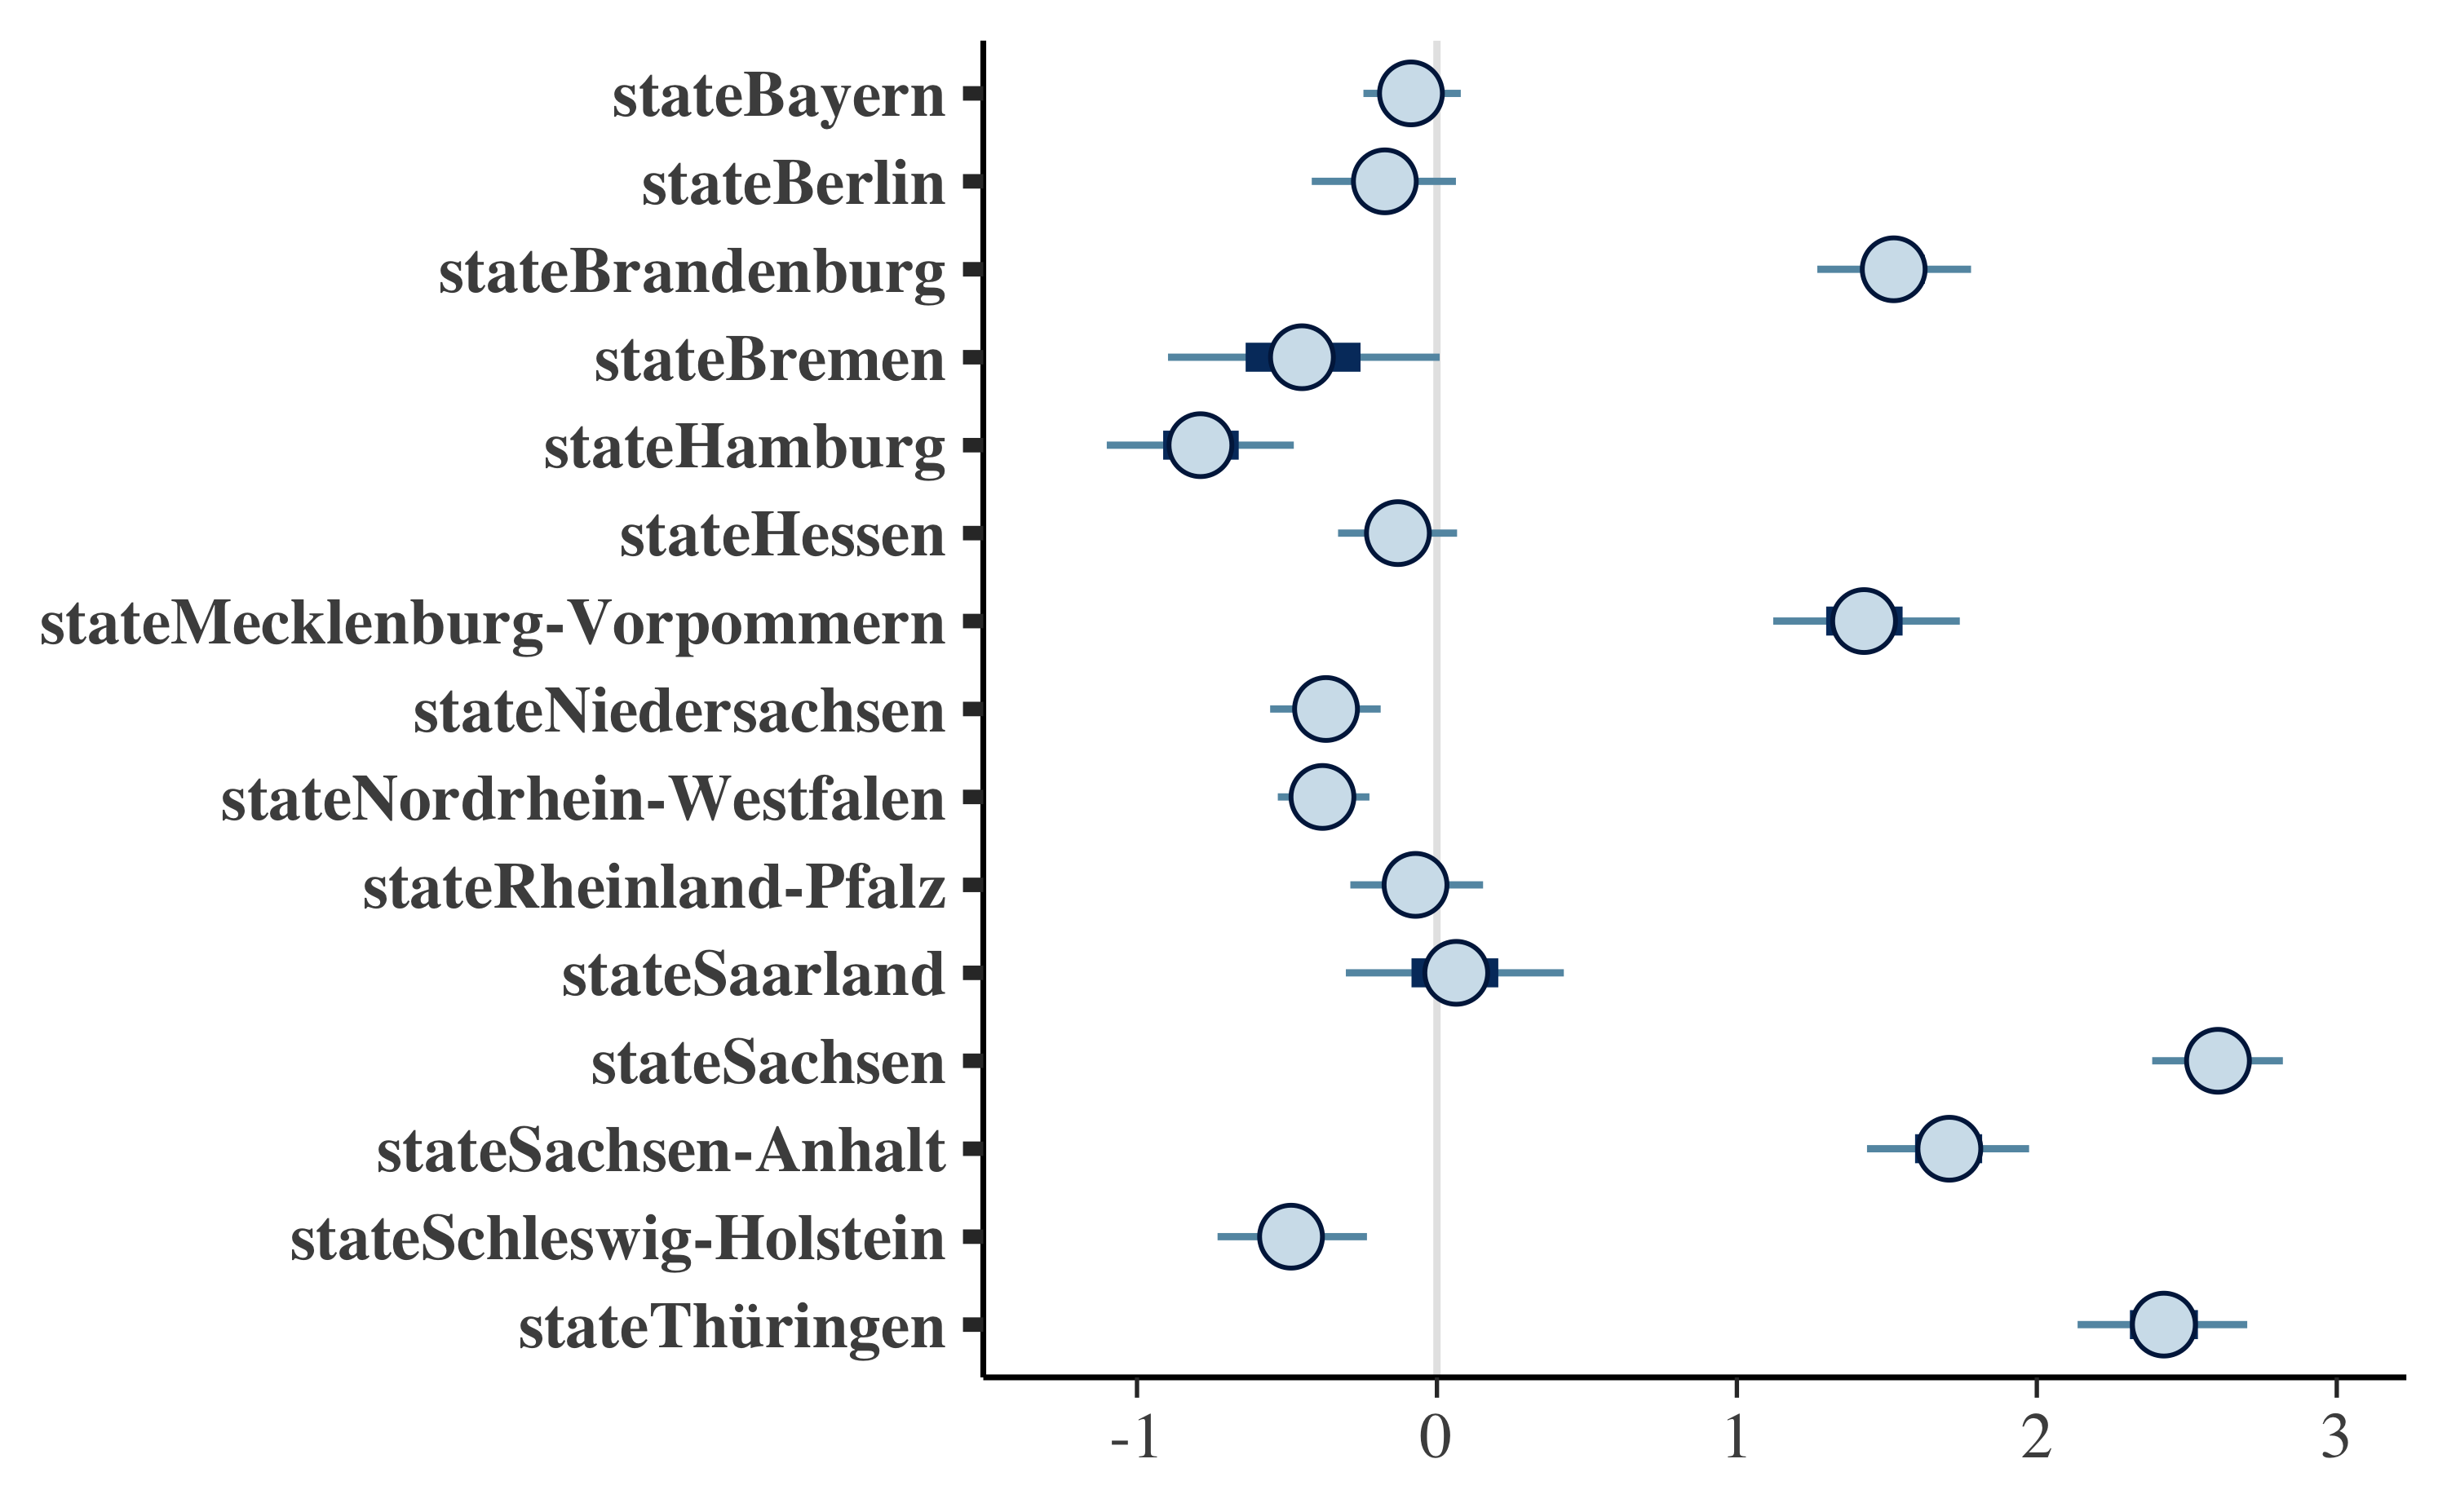 stateBayern
stateBerlin
stateBrandenburg
stateBremen
stateHamburg
stateHessen
stateMecklenburg-Vorpommern
stateNiedersachsen
stateNordrhein-Westfalen
stateRheinland-Pfalz
stateSaarland
stateSachsen
stateSachsen-Anhalt
stateSchleswig-Holstein
stateThüringen
-1 0 1 2 3